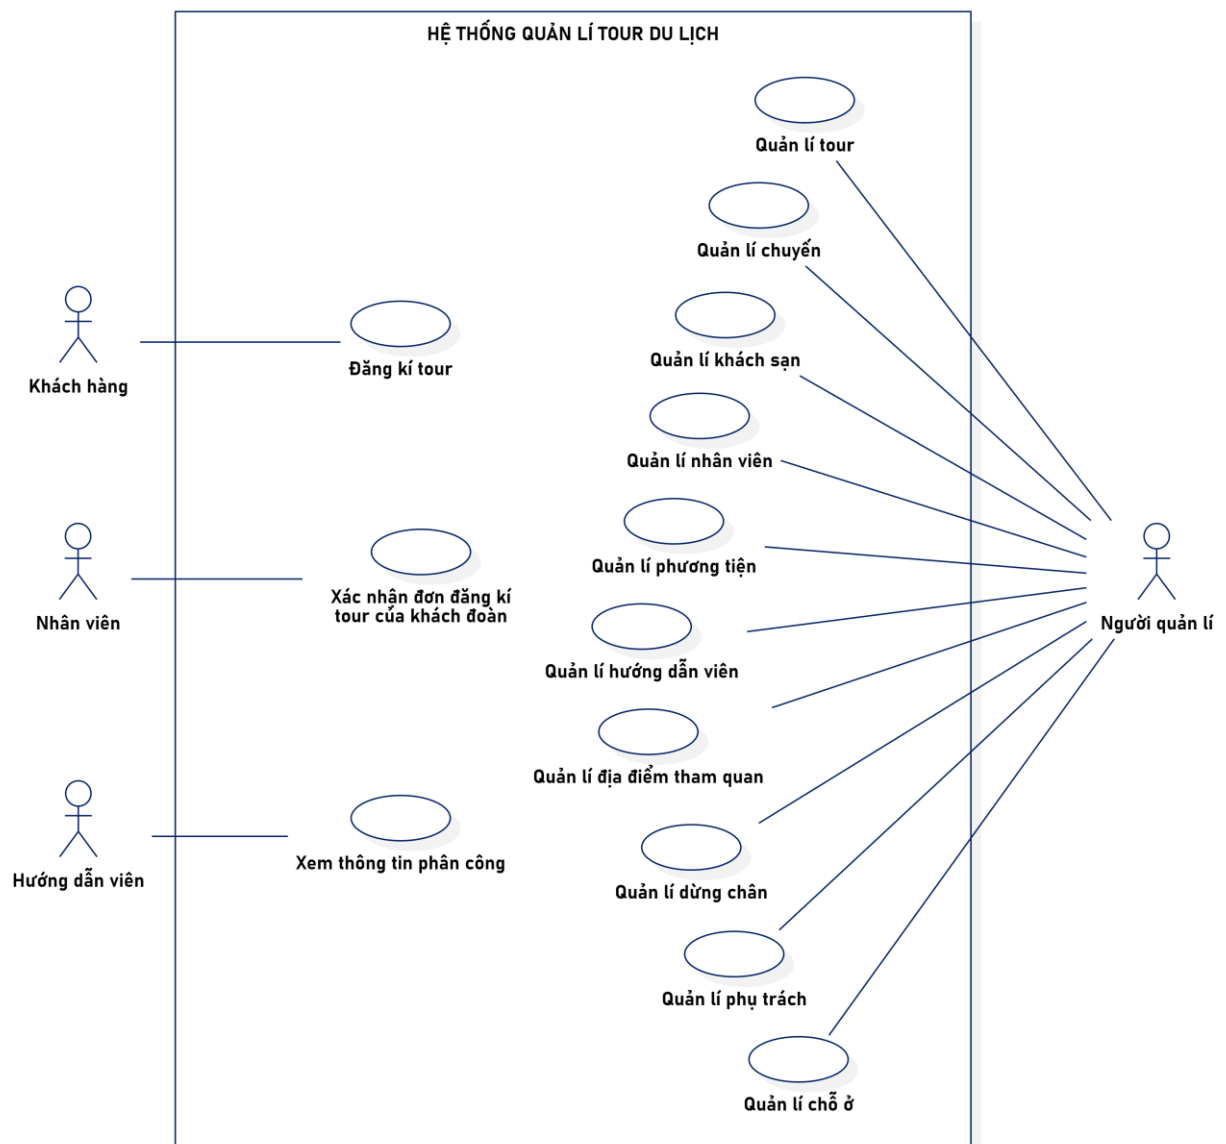 HỆ THỐNG QUẢN LÍ TOUR DU LỊCH
Quản lí tour
Quản lí chuyến
Quản lí khách sạn
Đăng kí tour
Khách hàng
Quản lí nhân viên
Quản lí phương tiện
Xác nhận đơn đăng kí
tour của khách đoàn
Nhân viên
Người quản lí
Quản lí hướng dẫn viên
Quản lí địa điểm tham quan
Xem thông tin phân công
Hướng dẫn viên
Quản lí dừng chân
Quản lí phụ trách
Quản lí chỗ ở